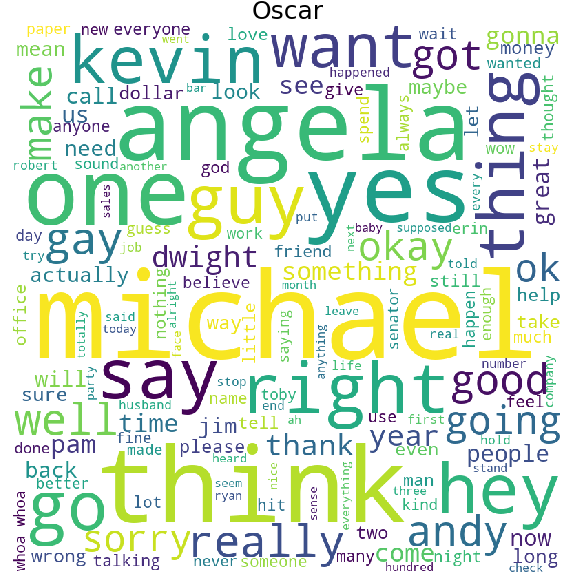 Oscar
paper new everyone love wait gonna
mean kevin want got money
call dollar look happened see give maybe wanted
make us bar went
anyone need angela spend always let thing thought
robert sound another god wow stay
sales one guy yes every great
day guess put baby supposed erin
try job work friend next told
gay dwight okay ok
actually something still
office nothing alright believe month senator happen enough help
said way little saying leave real take
totally today michael face anything much
will party say stop life number company
sure husband name toby right good feel
well time jim tell end ah use first going
done pam fine made please thank year hold people
back heard nice even stand
better think everything man three hey
lot seem ryan hit sense kind
go sorry really andy now
whoa whoa wrong talking never someone many two come night long
hundred check